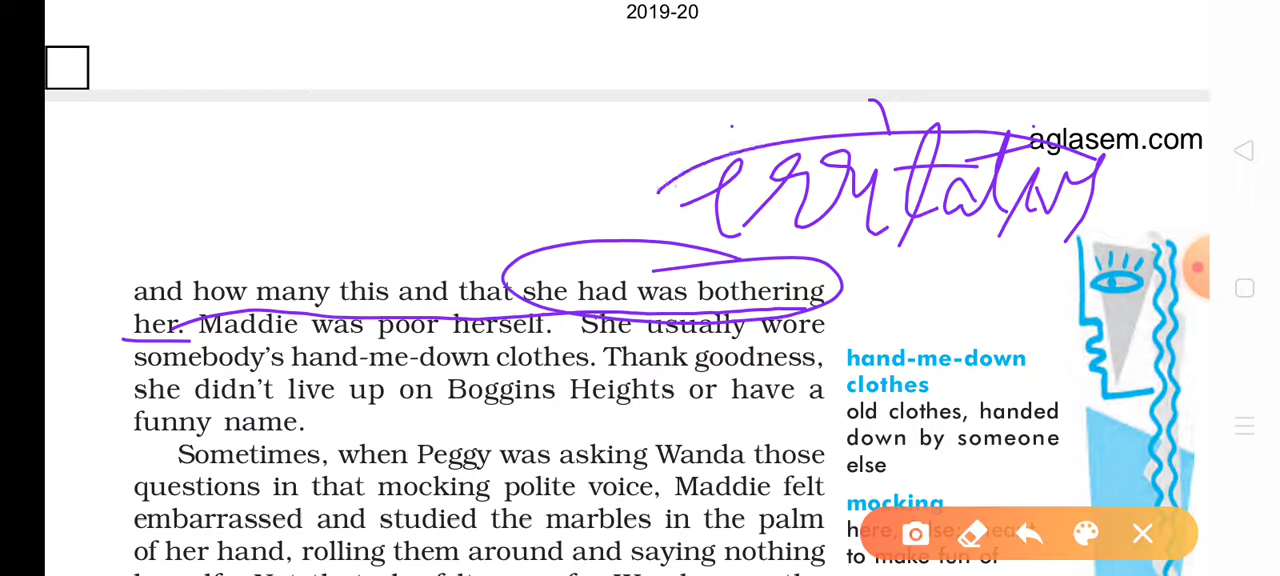 2019-20
aglasem.com
irritating
and how many this and that she had was bothering
her. Maddie was poor herself. She usually wore
somebody's hand-me-down clothes. Thank goodness,
she didn't live up on Boggins Heights or have a
funny name.
Sometimes, when Peggy was asking Wanda those
questions in that mocking polite voice, Maddie felt
embarrassed and studied the marbles in the palm
of her hand, rolling them around and saying nothing
hand-me-down
clothes
old clothes, handed
down by someone
else
mocking
to make fun of